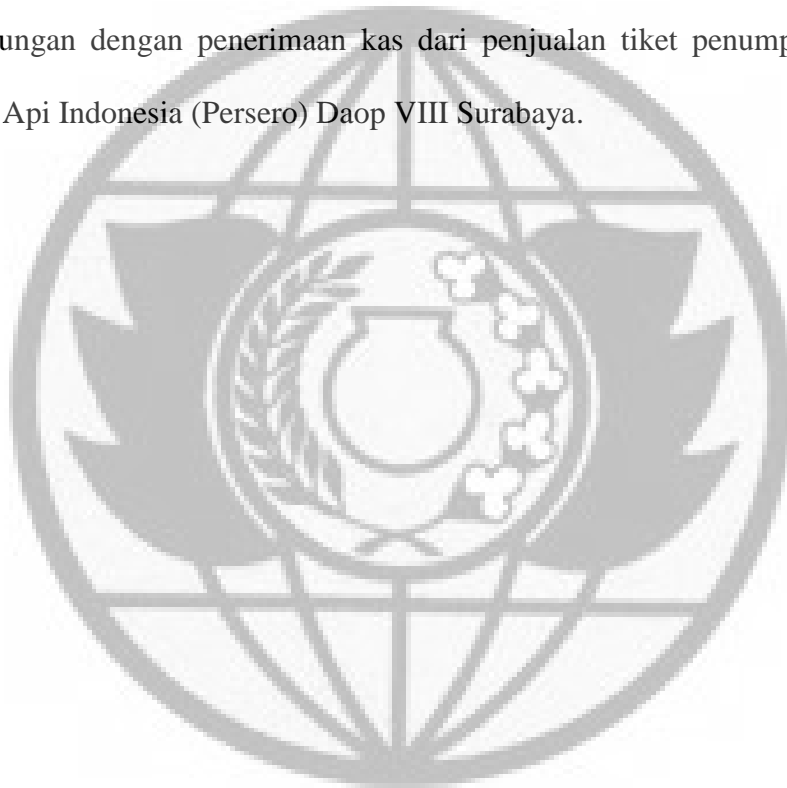 ungan dengan penerimaan kas dari penjualan tiket penump
Api Indonesia (Persero) Daop VIII Surabaya.